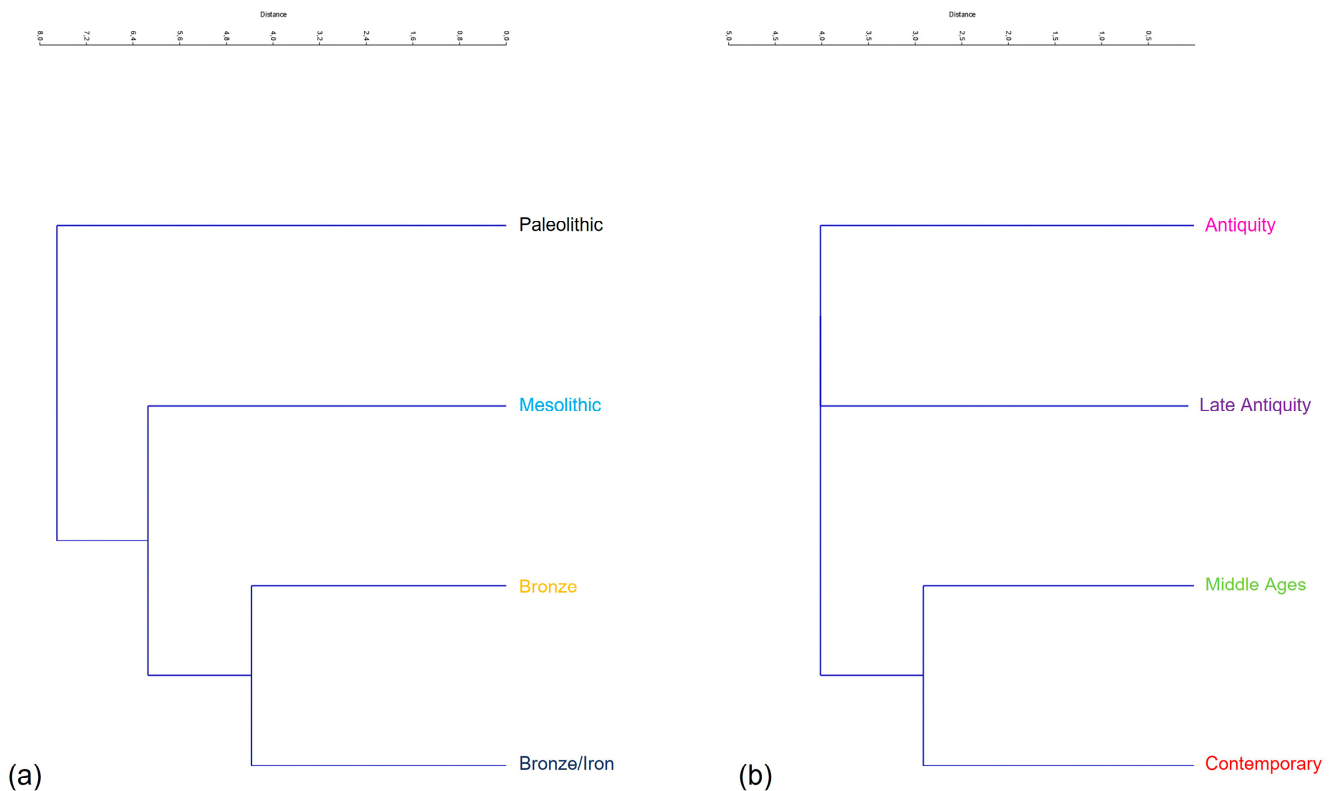 Distance
8,0 7,2 6,4 5,6 4,8 4,0 3,2 2,4 1,6 0,8 0,0
Paleolithic
Mesolithic
Bronze
Bronze/Iron
(a)
Distance
5,0 4,5 4,0 3,5 3,0 2,5 2,0 1,5 1,0 0,5
Antiquity
Late Antiquity
Middle Ages
Contemporary
(b)